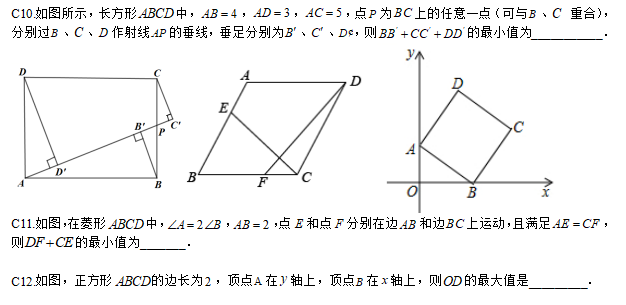 C10.如图所示，长方形ABCD中，AB=4，AD=3，AC=5，点P为BC上的任意一点（可与B、C 重合），
分别过B、C、D作射线AP的垂线，垂足分别为B'、C'、D¢，则BB'+CC'+DD'的最小值为__________.
D C B' P C' D' A B
A D E B F C
y D C A O B x
C11.如图,在菱形ABCD中,∠A=2∠B,AB=2,点E和点F分别在边AB和边BC上运动,且满足AE=CF,
则DF+CE的最小值为______.
C12.如图，正方形ABCD的边长为2，顶点A在y轴上，顶点B在x轴上，则OD的最大值是________.